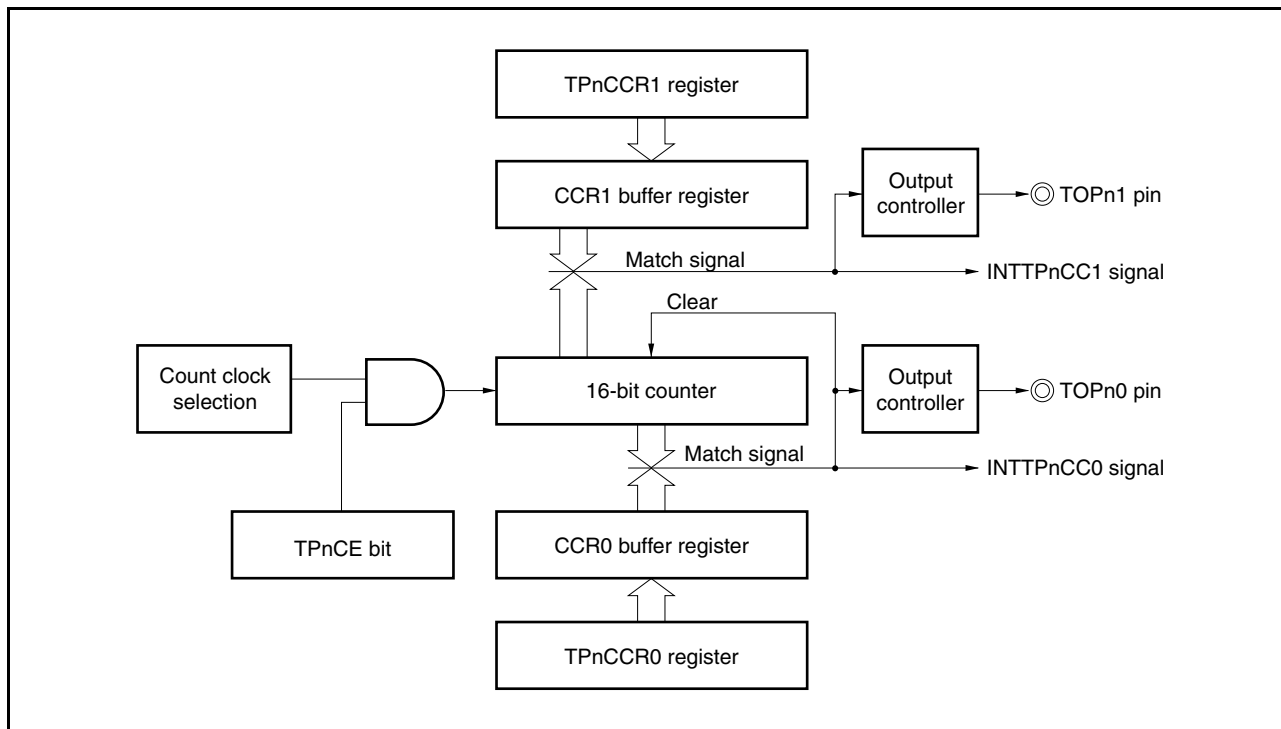 TPnCCR1 register
CCR1 buffer register
Output
controller
TOPn1 pin
Match signal
INTTPnCC1 signal
Clear
Count clock
selection
16-bit counter
Output
controller
TOPn0 pin
Match signal
INTTPnCC0 signal
TPnCE bit
CCR0 buffer register
TPnCCR0 register